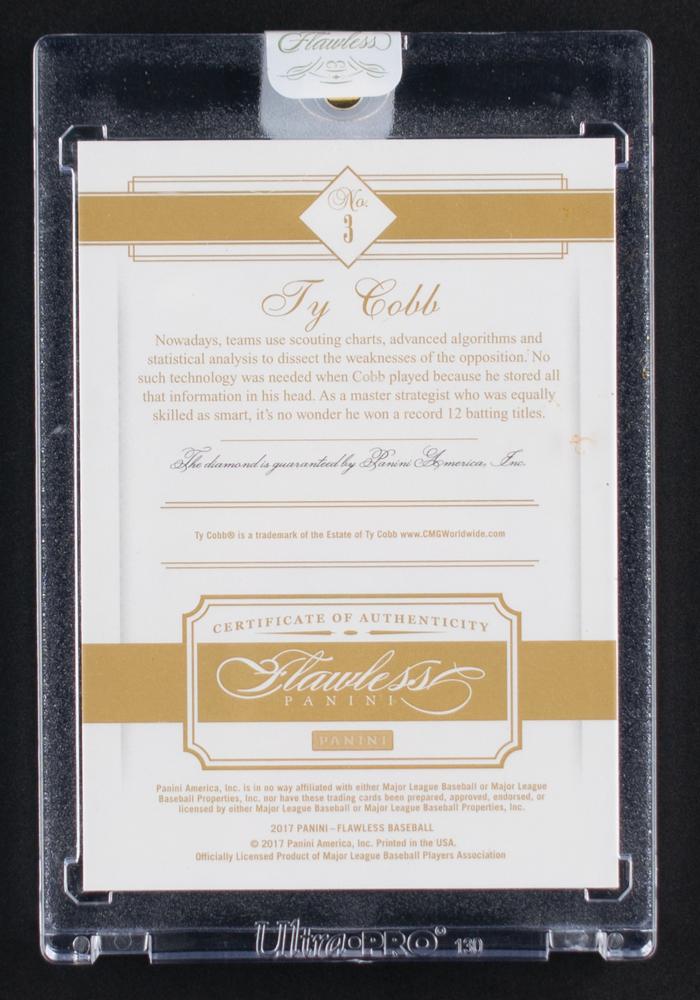 Flawless
No.
3
Ty Cobb
Nowadays, teams use scouting charts, advanced algorithms and
statistical analysis to dissect the weaknesses of the opposition. No
such technology was needed when Cobb played because he stored all
that information in his head. As a master strategist who was equally
skilled as smart, it's no wonder he won a record 12 batting titles.
The diamond is guaranteed by Panini America, Inc.
Ty Cobb® is a trademark of the Estate of Ty Cobb www.CMGWorldwide.com
CERTIFICATE OF AUTHENTICITY
Flawless
PANINI
PANINI
Panini America, Inc. is in no way affiliated with either Major League Baseball or Major League
Baseball Properties, Inc. nor have these trading cards been prepared, approved, endorsed, or
licensed by either Major League Baseball or Major League Baseball Properties, Inc.
2017 PANINI – FLAWLESS BASEBALL
© 2017 Panini America, Inc. Printed in the USA.
Officially Licensed Product of Major League Baseball Players Association
Ultra•PRO® 130